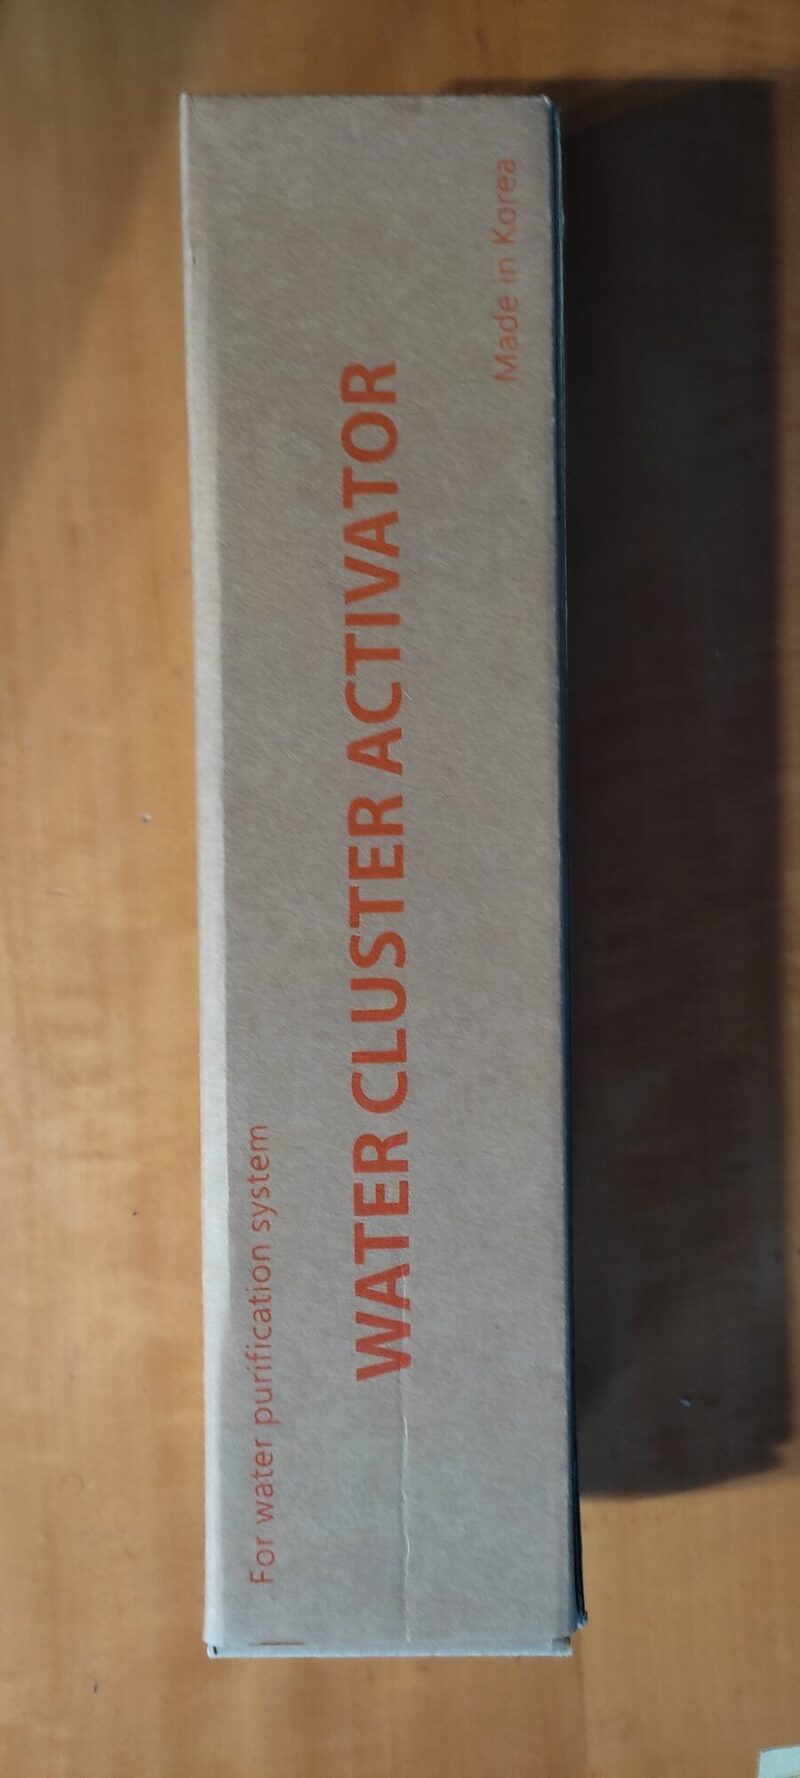 For water purification system
WATER CLUSTER ACTIVATOR
Made in Korea